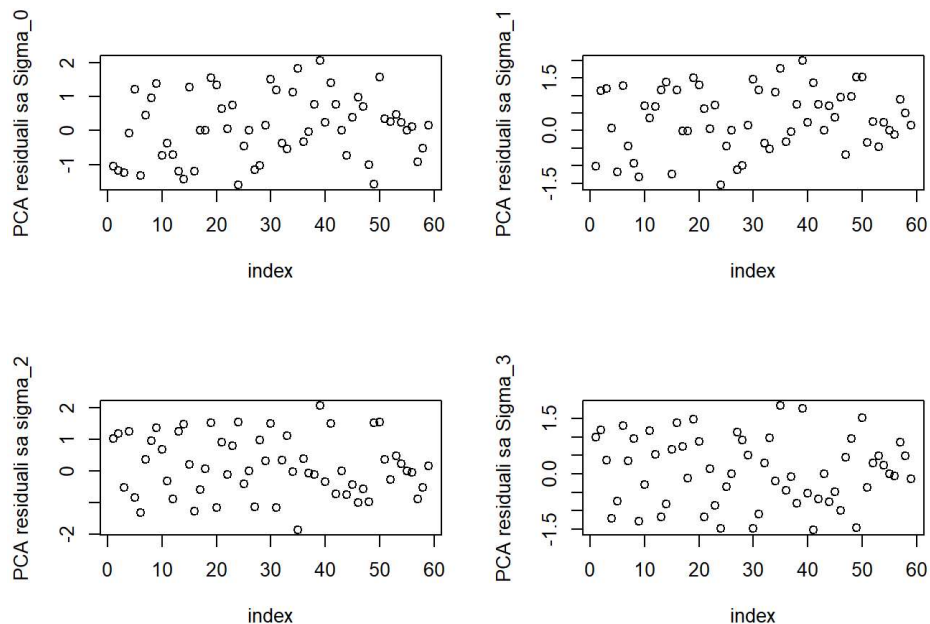 PCA residuali sa Sigma_0
2
1
0
-1
0 10 20 30 40 50 60
index
PCA residuali sa Sigma_1
1.5
0.0
-1.5
0 10 20 30 40 50 60
index
PCA residuali sa sigma_2
2
1
0
-2
0 10 20 30 40 50 60
index
PCA residuali sa Sigma_3
1.5
0.0
-1.5
0 10 20 30 40 50 60
index